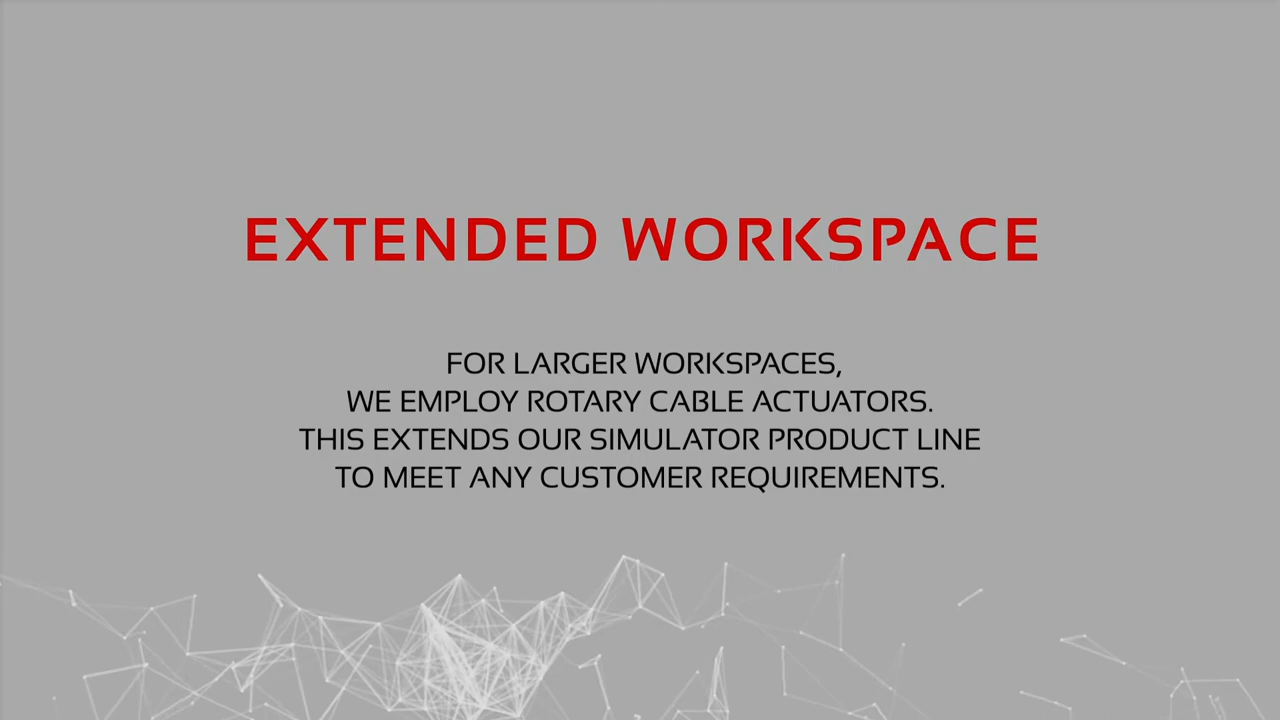 EXTENDED WORKSPACE
FOR LARGER WORKSPACES,
WE EMPLOY ROTARY CABLE ACTUATORS.
THIS EXTENDS OUR SIMULATOR PRODUCT LINE
TO MEET ANY CUSTOMER REQUIREMENTS.